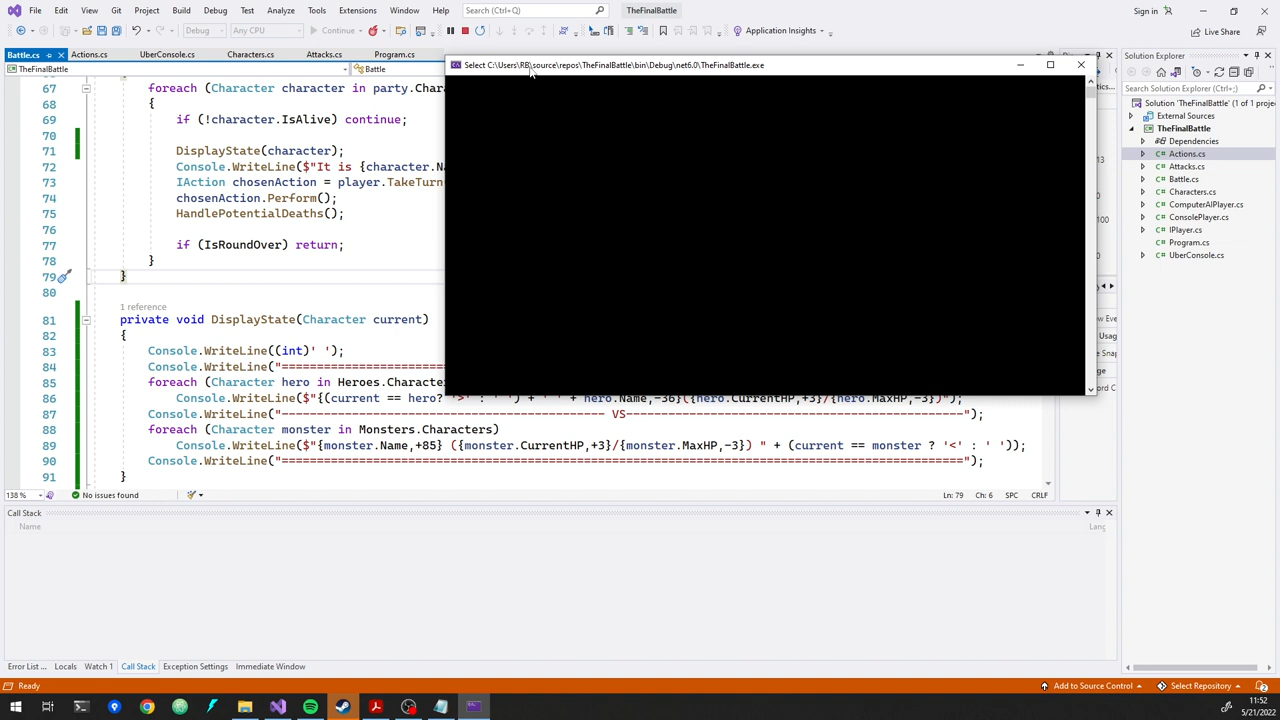 File Edit View Git Project Build Debug Test Analyze Tools Extensions Window Help Search (Ctrl+Q) TheFinalBattle Sign in
Debug Any CPU Continue Application Insights Live Share
Battle.cs Actions.cs UberConsole.cs Characters.cs Attacks.cs Program.cs
TheFinalBattle Battle
Select C:\Users\RB\source\repos\TheFinalBattle\bin\Debug\net6.0\TheFinalBattle.exe
67 foreach (Character character in party.Chara
68 {
69 if (!character.IsAlive) continue;
70
71 DisplayState(character);
72 Console.WriteLine($"It is {character.Na
73 IAction chosenAction = player.TakeTurn
74 chosenAction.Perform();
75 HandlePotentialDeaths();
76
77 if (IsRoundOver) return;
78 }
79 }
80
1 reference
81 private void DisplayState(Character current)
82 {
83 Console.WriteLine((int)' ');
84 Console.WriteLine("=====================
85 foreach (Character hero in Heroes.Character
86 Console.WriteLine($"{(current == hero? '>' : ' ') + ' ' + hero.Name,-36}({hero.CurrentHP,+3}/{hero.MaxHP,-3})");
87 Console.WriteLine("---------------------------------------------- VS------------------------------------------------");
88 foreach (Character monster in Monsters.Characters)
89 Console.WriteLine($"{monster.Name,+85} ({monster.CurrentHP,+3}/{monster.MaxHP,-3}) " + (current == monster ? '<' : ' '));
90 Console.WriteLine("=================================================================================================");
91 }
138 % No issues found Ln: 79 Ch: 6 SPC CRLF
Call Stack
Name Lang
Error List ... Locals Watch 1 Call Stack Exception Settings Immediate Window
Ready Add to Source Control Select Repository 2
Solution Explorer
Search Solution Explorer (Ctrl+;)
Solution 'TheFinalBattle' (1 of 1 proje
External Sources
TheFinalBattle
Dependencies
C# Actions.cs
C# Attacks.cs
C# Battle.cs
C# Characters.cs
C# ComputerAIPlayer.cs
C# ConsolePlayer.cs
C# IPlayer.cs
C# Program.cs
C# UberConsole.cs
11:52
5/21/2022